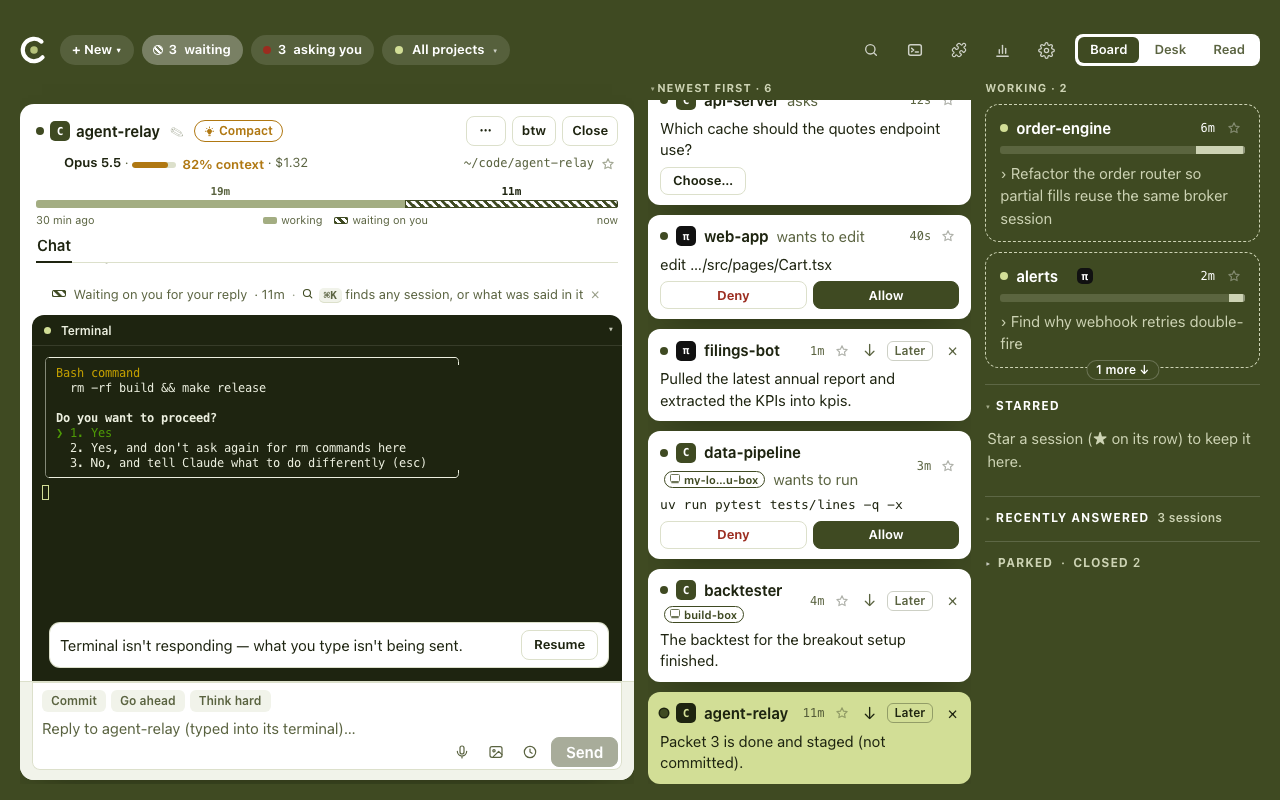 + New ▾
3 waiting
3 asking you
All projects ▾
Board
Desk
Read
C agent-relay
Compact
...
btw
Close
Opus 5.5 · 82% context · $1.32
~/code/agent-relay
19m
11m
30 min ago
working
waiting on you
now
Chat
Waiting on you for your reply · 11m · ⌘K finds any session, or what was said in it ×
Terminal
Bash command
rm -rf build && make release
Do you want to proceed?
❯ 1. Yes
2. Yes, and don't ask again for rm commands here
3. No, and tell Claude what to do differently (esc)
Terminal isn't responding — what you type isn't being sent.
Resume
Commit
Go ahead
Think hard
Reply to agent-relay (typed into its terminal)…
Send
NEWEST FIRST · 6
C api-server asks 12s
Which cache should the quotes endpoint
use?
Choose...
π web-app wants to edit 40s
edit …/src/pages/Cart.tsx
Deny
Allow
π filings-bot 1m ↓ Later ×
Pulled the latest annual report and
extracted the KPIs into kpis.
C data-pipeline 3m
my-lo…u-box wants to run
uv run pytest tests/lines -q -x
Deny
Allow
C backtester 4m ↓ Later ×
build-box
The backtest for the breakout setup
finished.
C agent-relay 11m ↓ Later ×
Packet 3 is done and staged (not
committed).
WORKING · 2
order-engine 6m
› Refactor the order router so
partial fills reuse the same broker
session
alerts π 2m
› Find why webhook retries double-
fire
1 more ↓
STARRED
Star a session (★ on its row) to keep it
here.
RECENTLY ANSWERED 3 sessions
PARKED · CLOSED 2